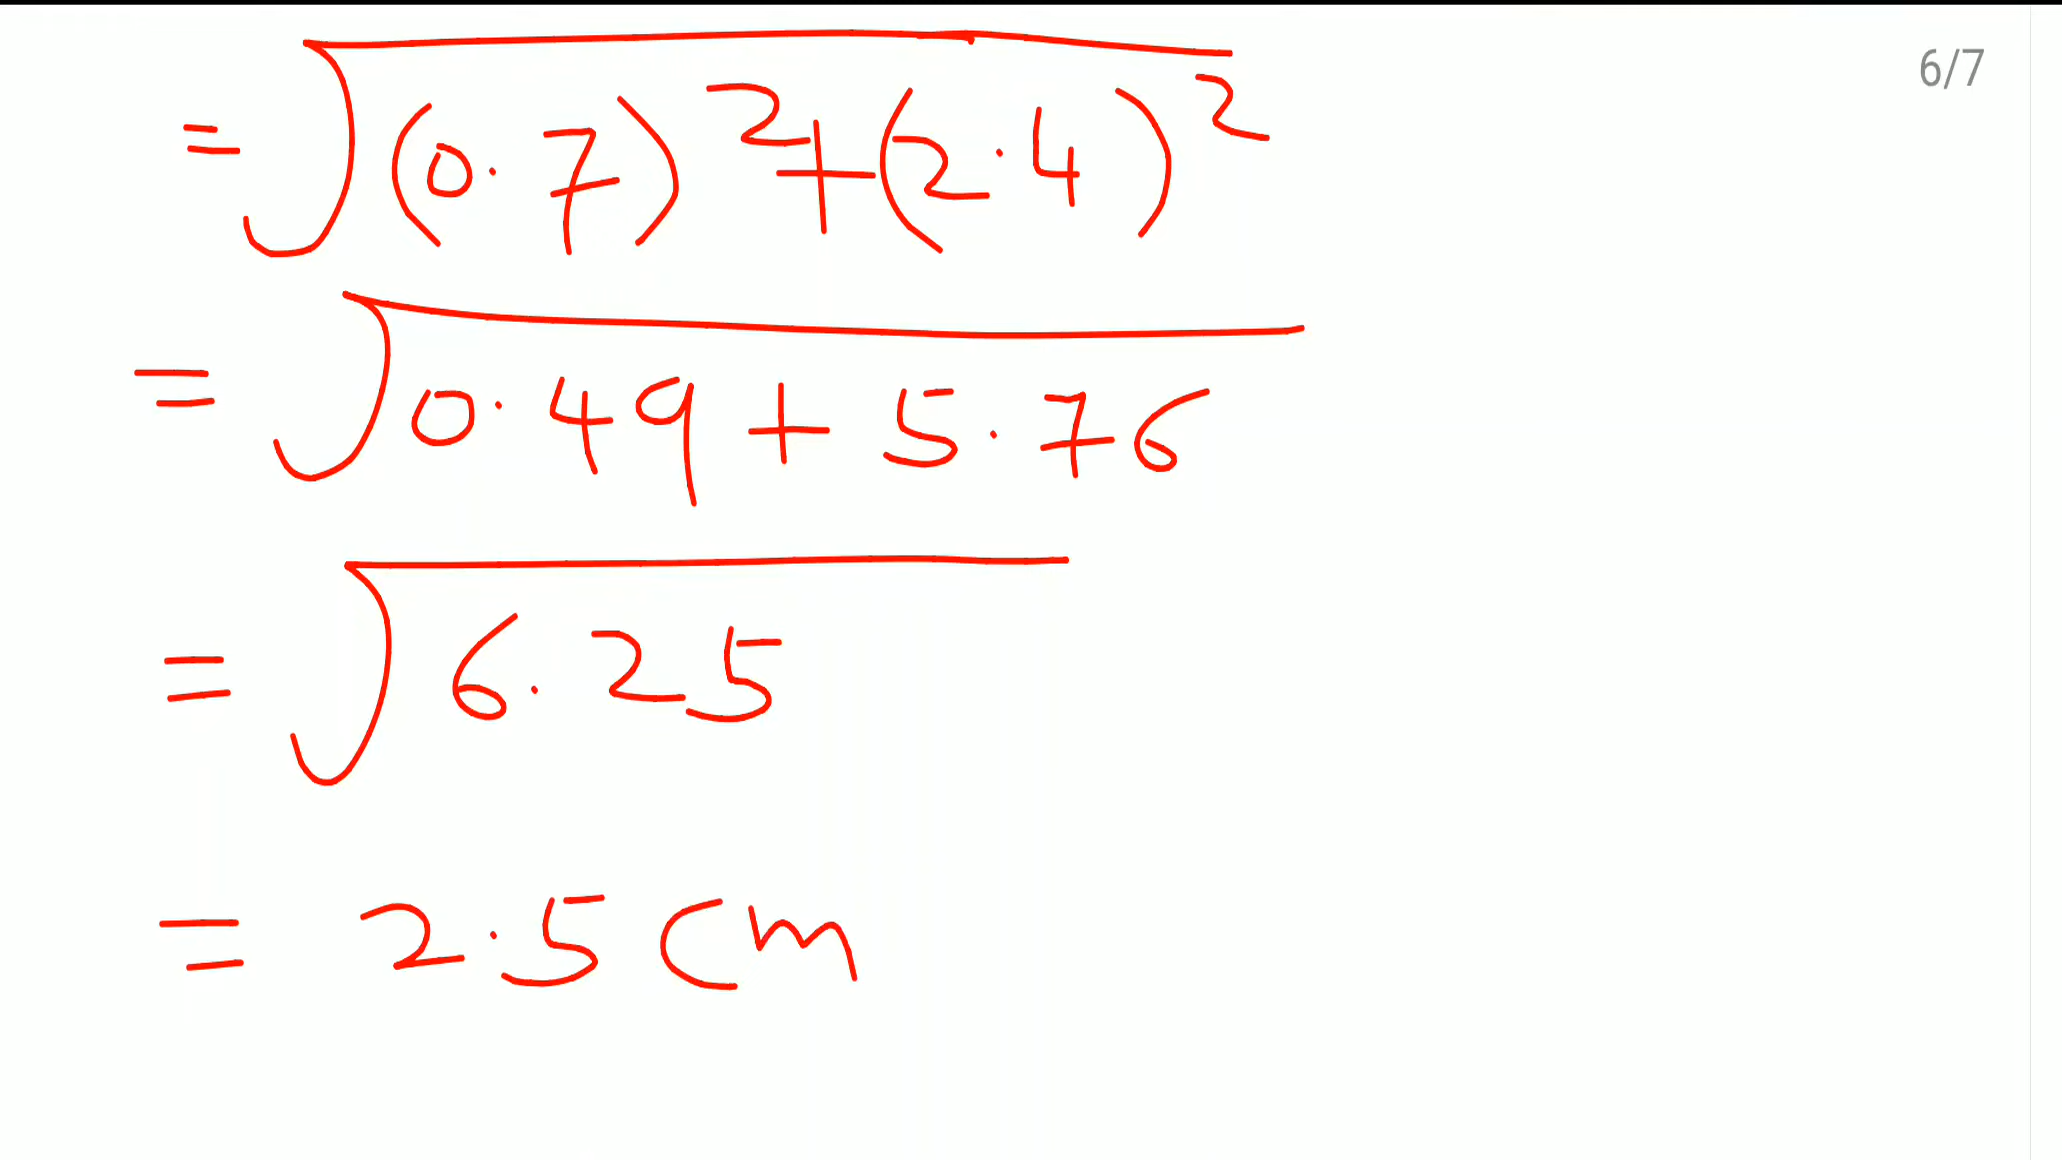 6/7
= √(0.7)² + (2.4)²
= √0.49 + 5.76
= √6.25
= 2.5 cm